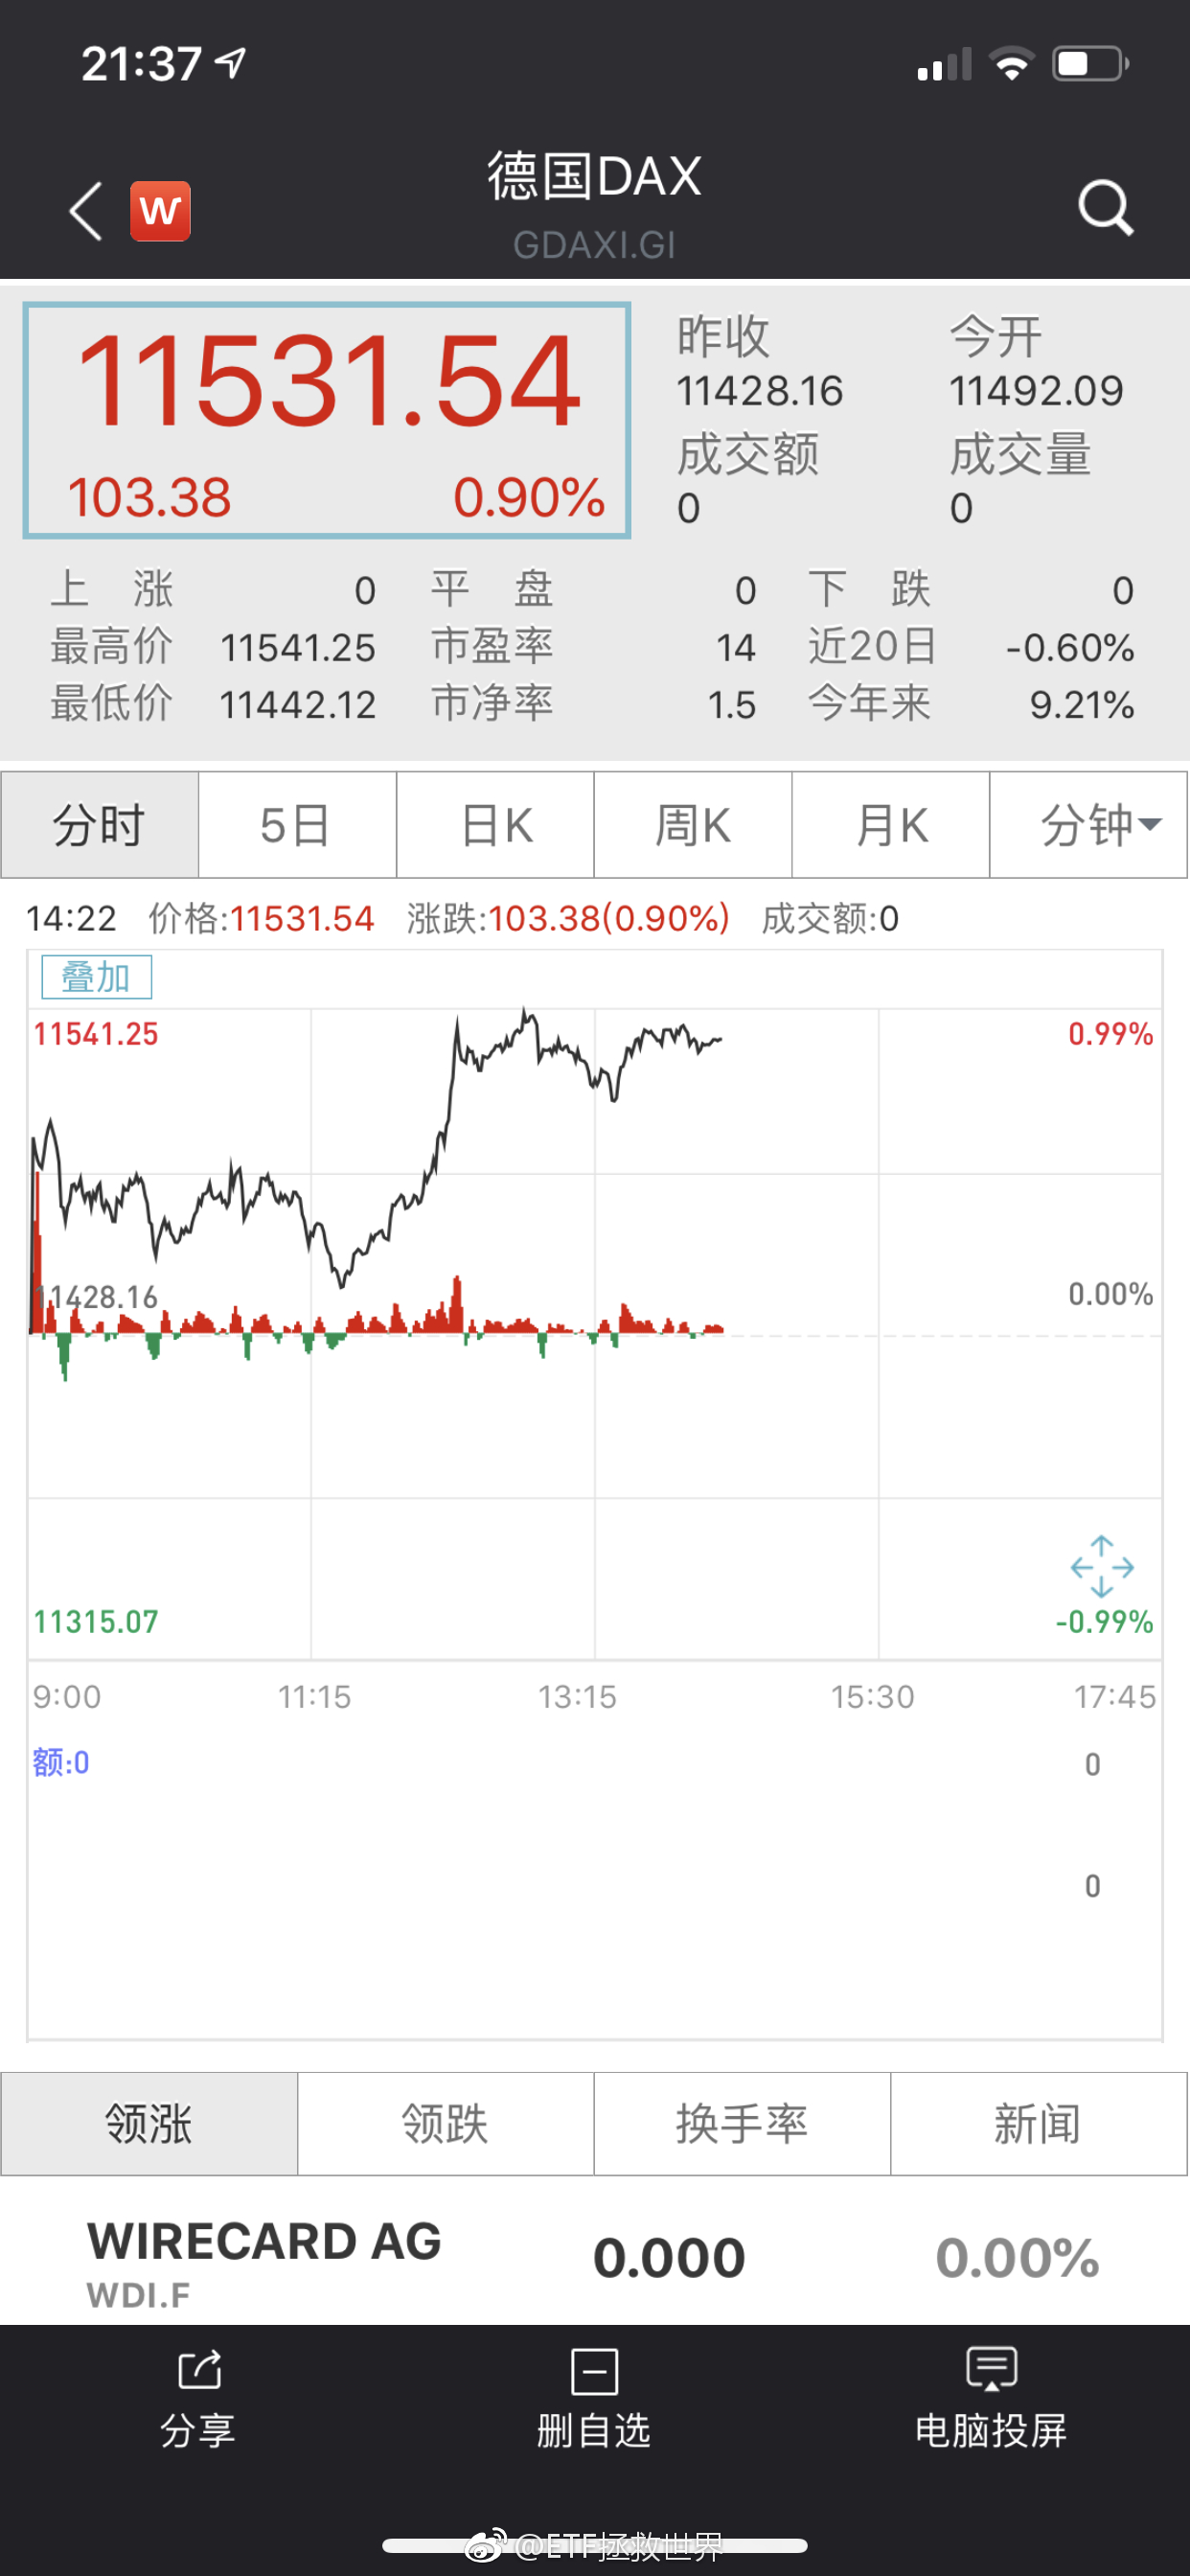 21:37
W
德国DAX
GDAXI.GI
11531.54
103.38 0.90%
昨收 今开
11428.16 11492.09
成交额 成交量
0 0
上 涨 0 平 盘 0 下 跌 0
最高价 11541.25 市盈率 14 近20日 -0.60%
最低价 11442.12 市净率 1.5 今年来 9.21%
分时 5日 日K 周K 月K 分钟
14:22 价格:11531.54 涨跌:103.38(0.90%) 成交额:0
叠加
11541.25 0.99%
11428.16 0.00%
11315.07 -0.99%
9:00 11:15 13:15 15:30 17:45
额:0 0
0
领涨 领跌 换手率 新闻
WIRECARD AG 0.000 0.00%
WDI.F
分享 删自选 电脑投屏
@ETF拯救世界